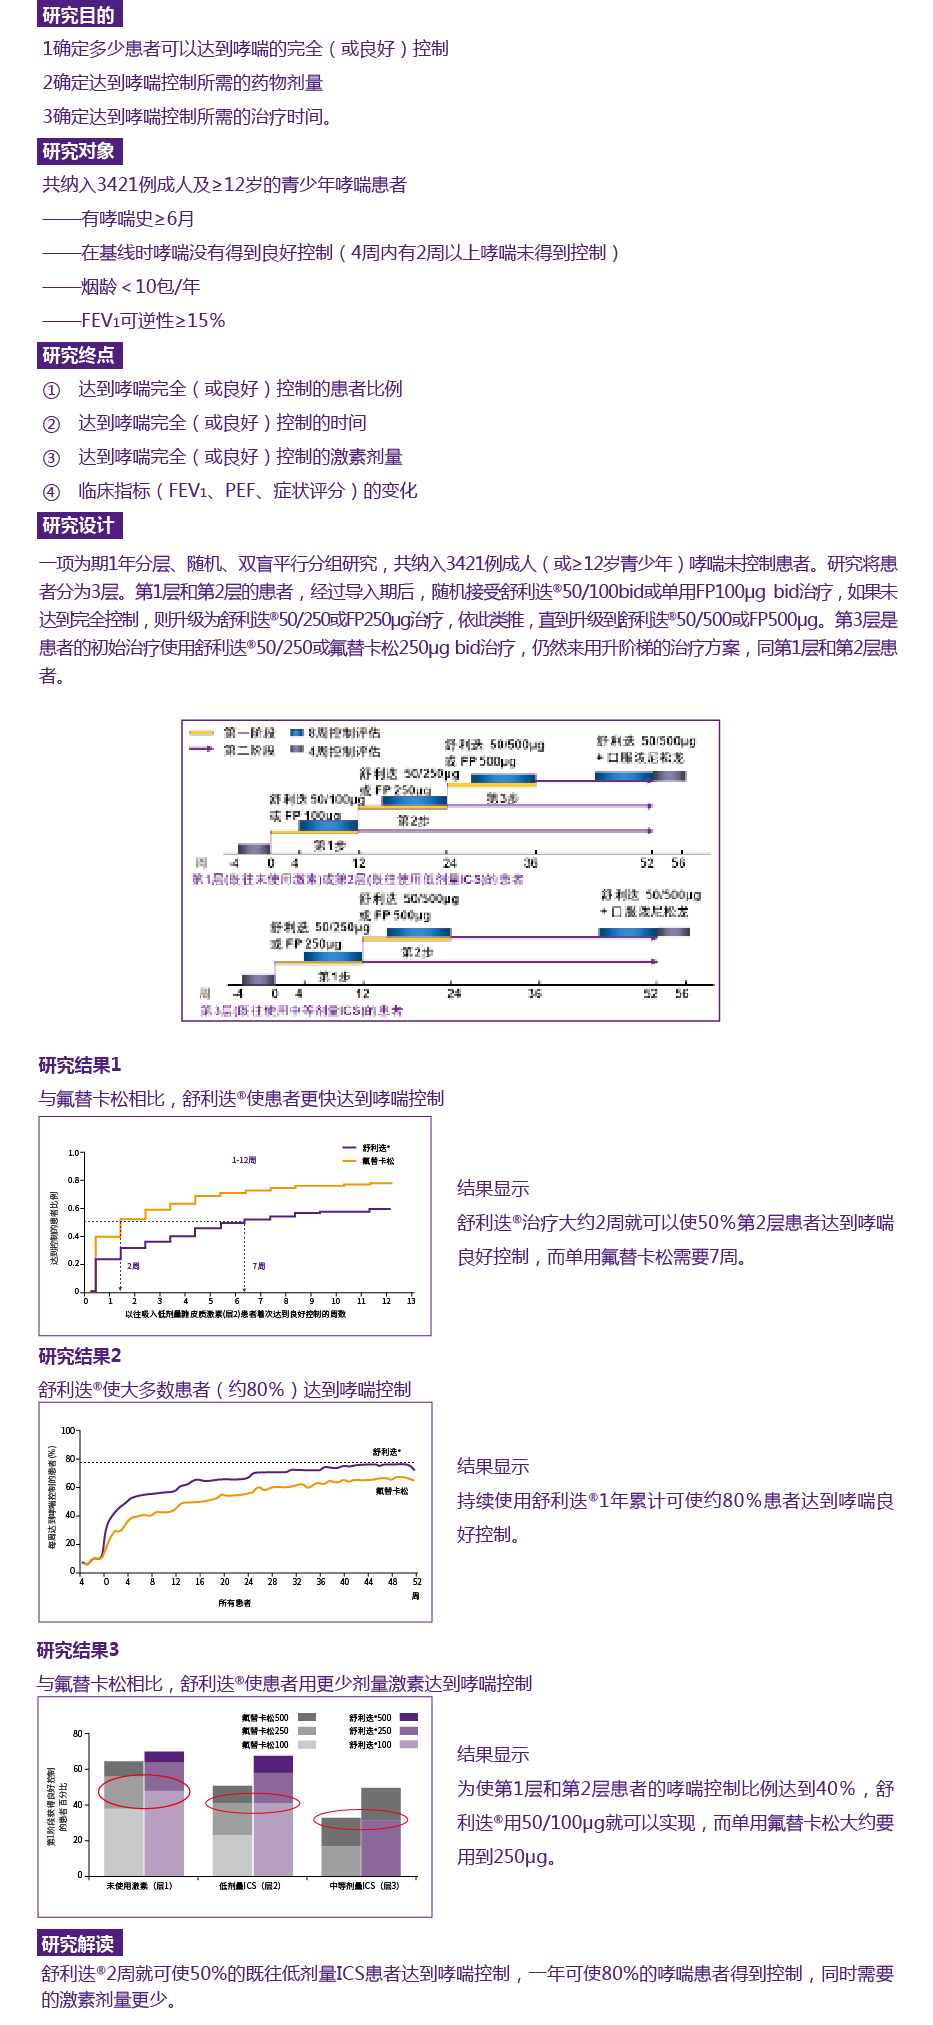 研究目的
1确定多少患者可以达到哮喘的完全（或良好）控制
2确定达到哮喘控制所需的药物剂量
3确定达到哮喘控制所需的治疗时间。
研究对象
共纳入3421例成人及≥12岁的青少年哮喘患者
——有哮喘史≥6月
——在基线时哮喘没有得到良好控制（4周内有2周以上哮喘未得到控制）
——烟龄＜10包/年
——FEV₁可逆性≥15%
研究终点
① 达到哮喘完全（或良好）控制的患者比例
② 达到哮喘完全（或良好）控制的时间
③ 达到哮喘完全（或良好）控制的激素剂量
④ 临床指标（FEV₁、PEF、症状评分）的变化
研究设计
一项为期1年分层、随机、双盲平行分组研究，共纳入3421例成人（或≥12岁青少年）哮喘未控制患者。研究将患
者分为3层。第1层和第2层的患者，经过导入期后，随机接受舒利迭®50/100bid或单用FP100μg bid治疗，如果未
达到完全控制，则升级为舒利迭®50/250或FP250μg治疗，依此类推，直到升级到舒利迭®50/500或FP500μg。第3层是
患者的初始治疗使用舒利迭®50/250或氟替卡松250μg bid治疗，仍然来用升阶梯的治疗方案，同第1层和第2层患
者。
第一阶段 8周控制评估
第二阶段 4周控制评估
舒利迭 50/500μg
或 FP 500μg
舒利迭 50/500μg
+ 口服泼尼松龙
舒利迭 50/250μg
或 FP 250μg
第3步
舒利迭 50/100μg
或 FP 100μg
第2步
第1步
周 -4 0 4 12 24 36 52 56
第1层(既往未使用激素)或第2层(既往使用低剂量ICS)的患者
舒利迭 50/500μg
或 FP 500μg
舒利迭 50/500μg
+ 口服泼尼松龙
舒利迭 50/250μg
或 FP 250μg
第2步
第1步
周 -4 0 4 12 24 36 52 56
第3层(既往使用中等剂量ICS)的患者
研究结果1
与氟替卡松相比，舒利迭®使患者更快达到哮喘控制
舒利迭®
氟替卡松
1-12周
达到控制的患者比例
1.0
0.8
0.6
0.4
0.2
0
2周 7周
0 1 2 3 4 5 6 7 8 9 10 11 12 13
以往吸入低剂量糖皮质激素(层2)患者着次达到良好控制的周数
结果显示
舒利迭®治疗大约2周就可以使50%第2层患者达到哮喘
良好控制，而单用氟替卡松需要7周。
研究结果2
舒利迭®使大多数患者（约80%）达到哮喘控制
每周达到哮喘控制的患者(%)
100
80
60
40
20
0
舒利迭®
氟替卡松
4 0 4 8 12 16 20 24 28 32 36 40 44 48 52
周
所有患者
结果显示
持续使用舒利迭®1年累计可使约80%患者达到哮喘良
好控制。
研究结果3
与氟替卡松相比，舒利迭®使患者用更少剂量激素达到哮喘控制
氟替卡松500 舒利迭®500
氟替卡松250 舒利迭®250
氟替卡松100 舒利迭®100
第1阶段获得良好控制
的患者百分比
80
60
40
20
0
未使用激素（层1） 低剂量ICS（层2） 中等剂量ICS（层3）
结果显示
为使第1层和第2层患者的哮喘控制比例达到40%，舒
利迭®用50/100μg就可以实现，而单用氟替卡松大约要
用到250μg。
研究解读
舒利迭®2周就可使50%的既往低剂量ICS患者达到哮喘控制，一年可使80%的哮喘患者得到控制，同时需要
的激素剂量更少。